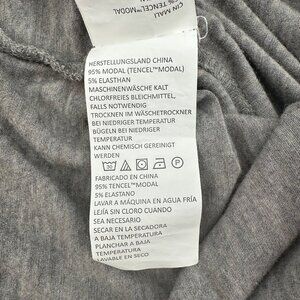 CIN MALI
% TENCEL™MODAL
HERSTELLUNGSLAND CHINA
95% MODAL (TENCEL™MODAL)
5% ELASTHAN
MASCHINENWÄSCHE KALT
CHLORFREIES BLEICHMITTEL,
FALLS NOTWENDIG
TROCKNEN IM WÄSCHETROCKNER
BEI NIEDRIGER TEMPERATUR
BÜGELN BEI NIEDRIGER
TEMPERATUR
KANN CHEMISCH GEREINIGT
WERDEN
FABRICADO EN CHINA
95% TENCEL™MODAL
5% ELASTANO
LAVAR A MÁQUINA EN AGUA FRÍA
LEJÍA SIN CLORO CUANDO
SEA NECESARIO
SECAR EN LA SECADORA
A BAJA TEMPERATURA
PLANCHAR A BAJA
TEMPERATURA
LAVABLE EN SECO